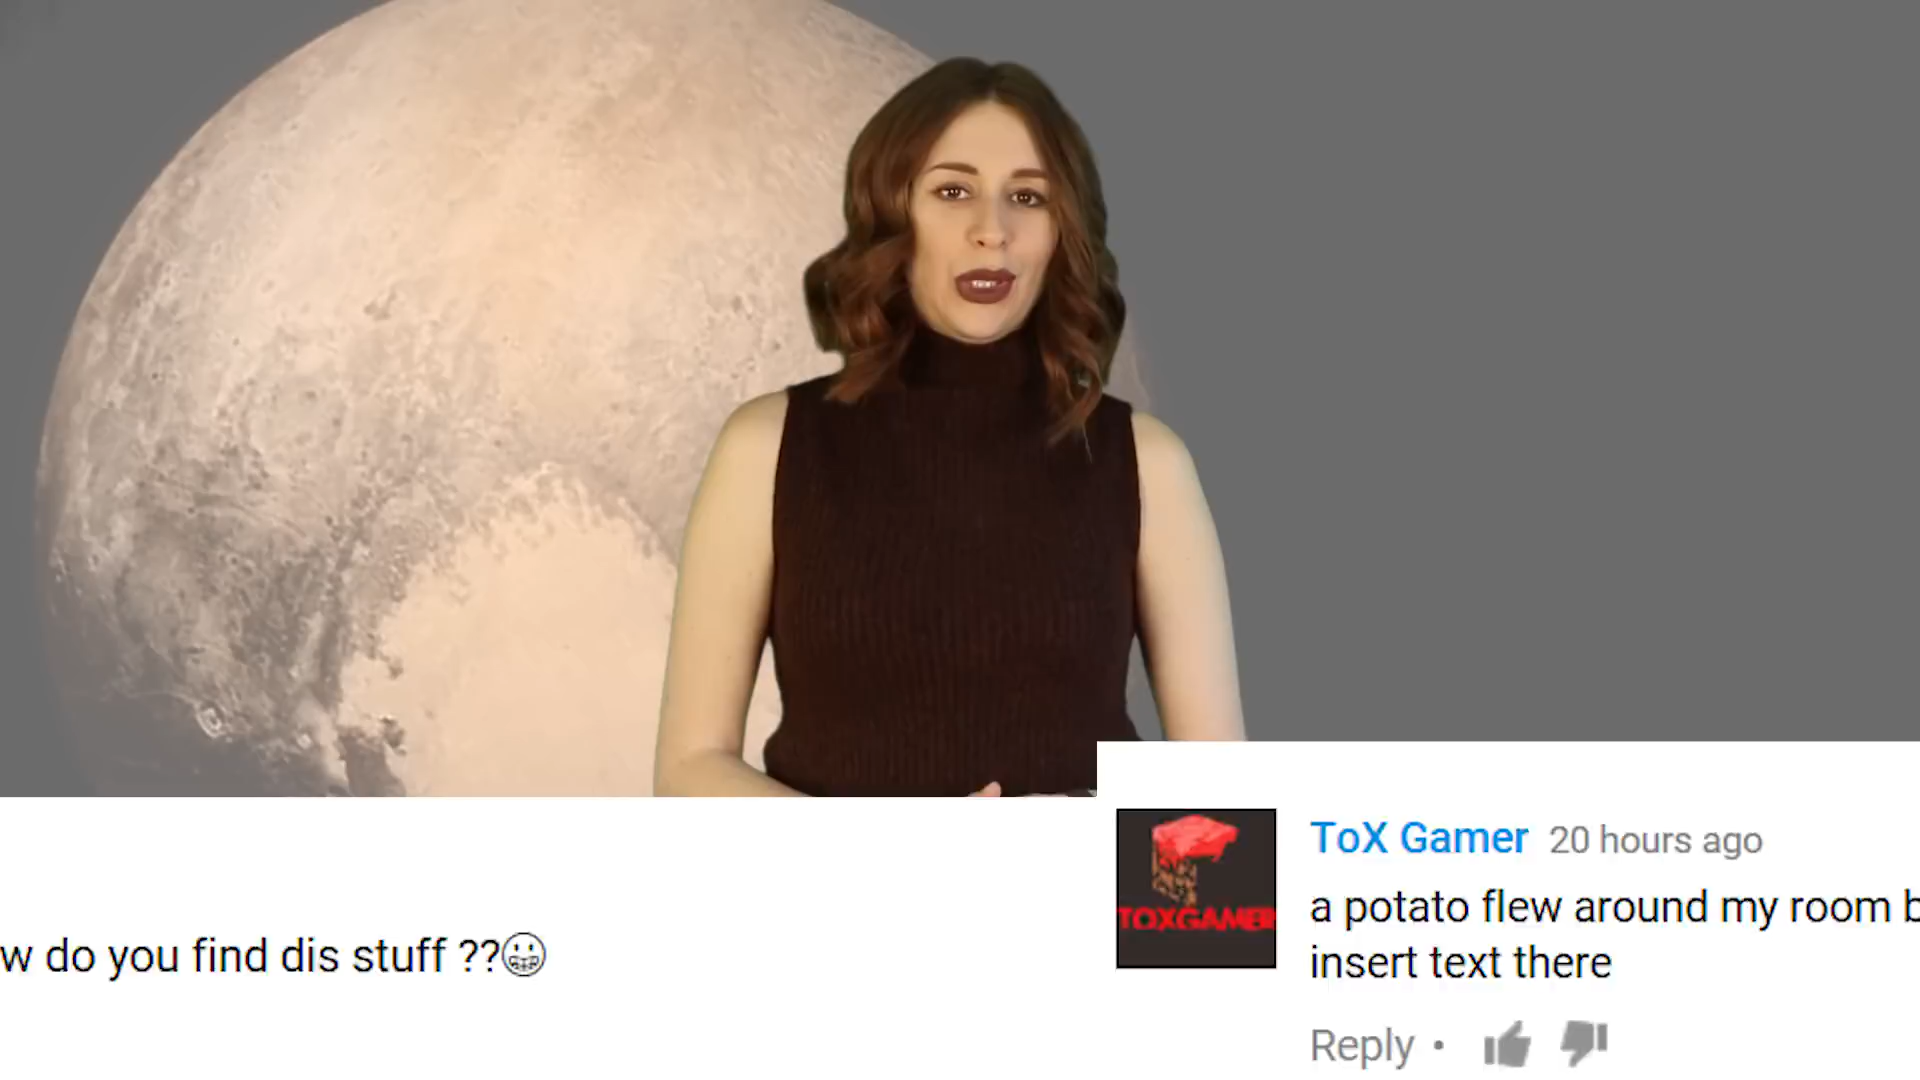 w do you find dis stuff ??😀
TOXGAMER
ToX Gamer 20 hours ago
a potato flew around my room b
insert text there
Reply •